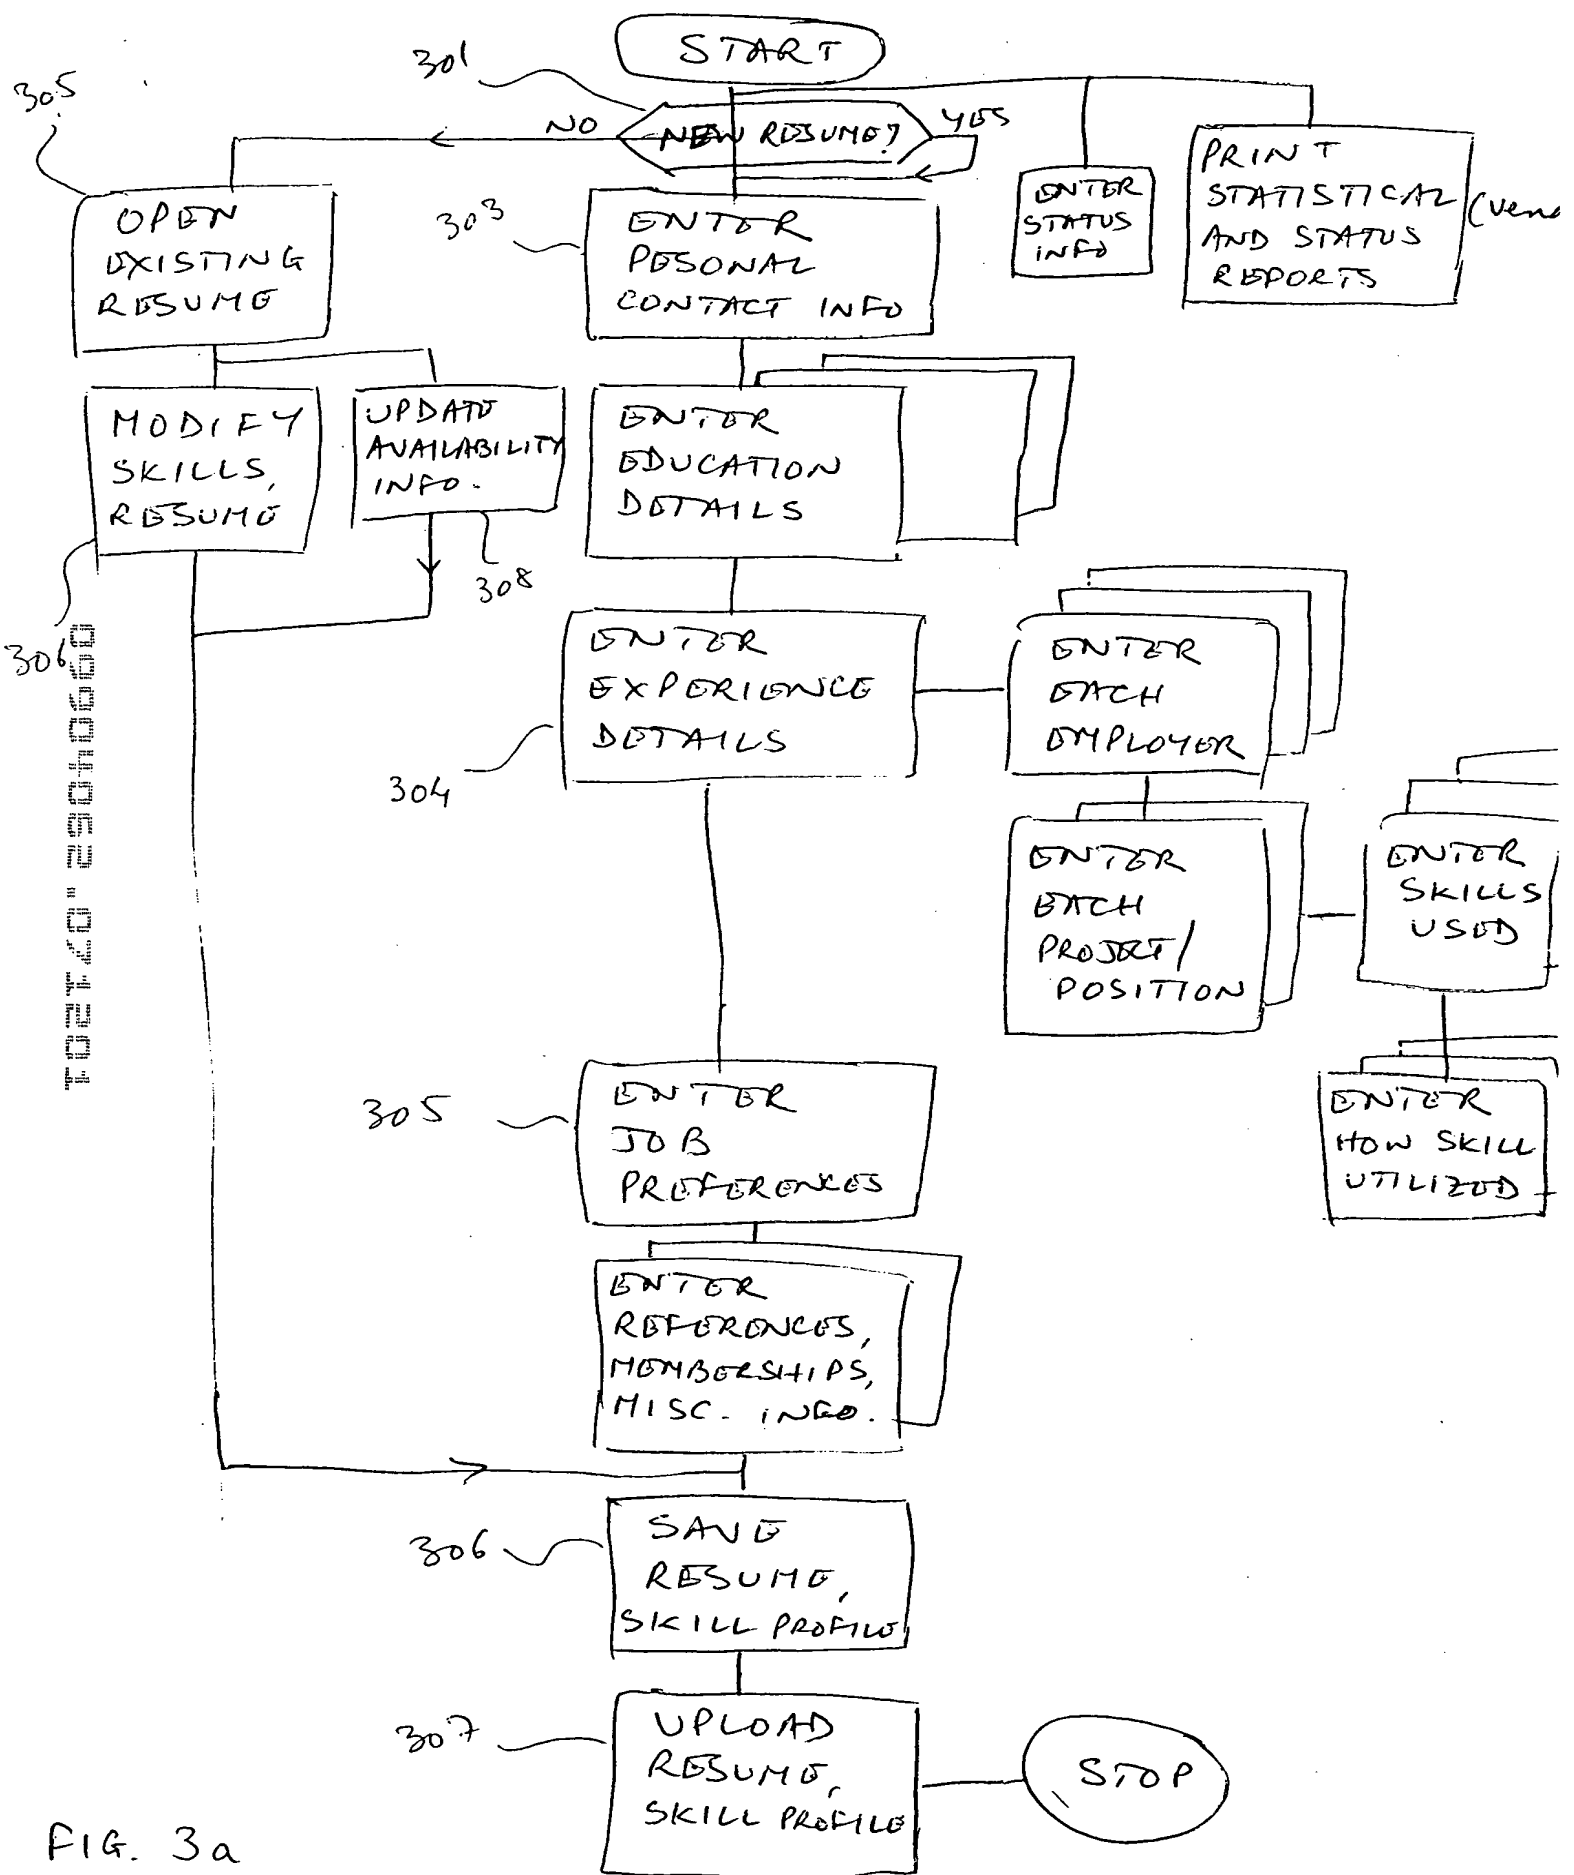 START
301
305
NO
NEW RESUME?
YES
OPEN
EXISTING
RESUME
303
ENTER
PESONAL
CONTACT INFO
ENTER
STATUS
INFO
PRINT
STATISTICAL
AND STATUS
REPORTS
MODIFY
SKILLS,
RESUME
UPDATE
AVAILABILITY
INFO.
ENTER
EDUCATION
DETAILS
308
306
09604052.071201
ENTER
EXPERIENCE
DETAILS
304
ENTER
EACH
EMPLOYER
ENTER
EACH
PROJECT/
POSITION
ENTER
SKILLS
USED
ENTER
HOW SKILL
UTILIZED
305
ENTER
JOB
PREFERENCES
ENTER
REFERENCES,
MEMBERSHIPS,
MISC. INFO.
306
SAVE
RESUME,
SKILL PROFILE
307
UPLOAD
RESUME,
SKILL PROFILE
STOP
FIG. 3a